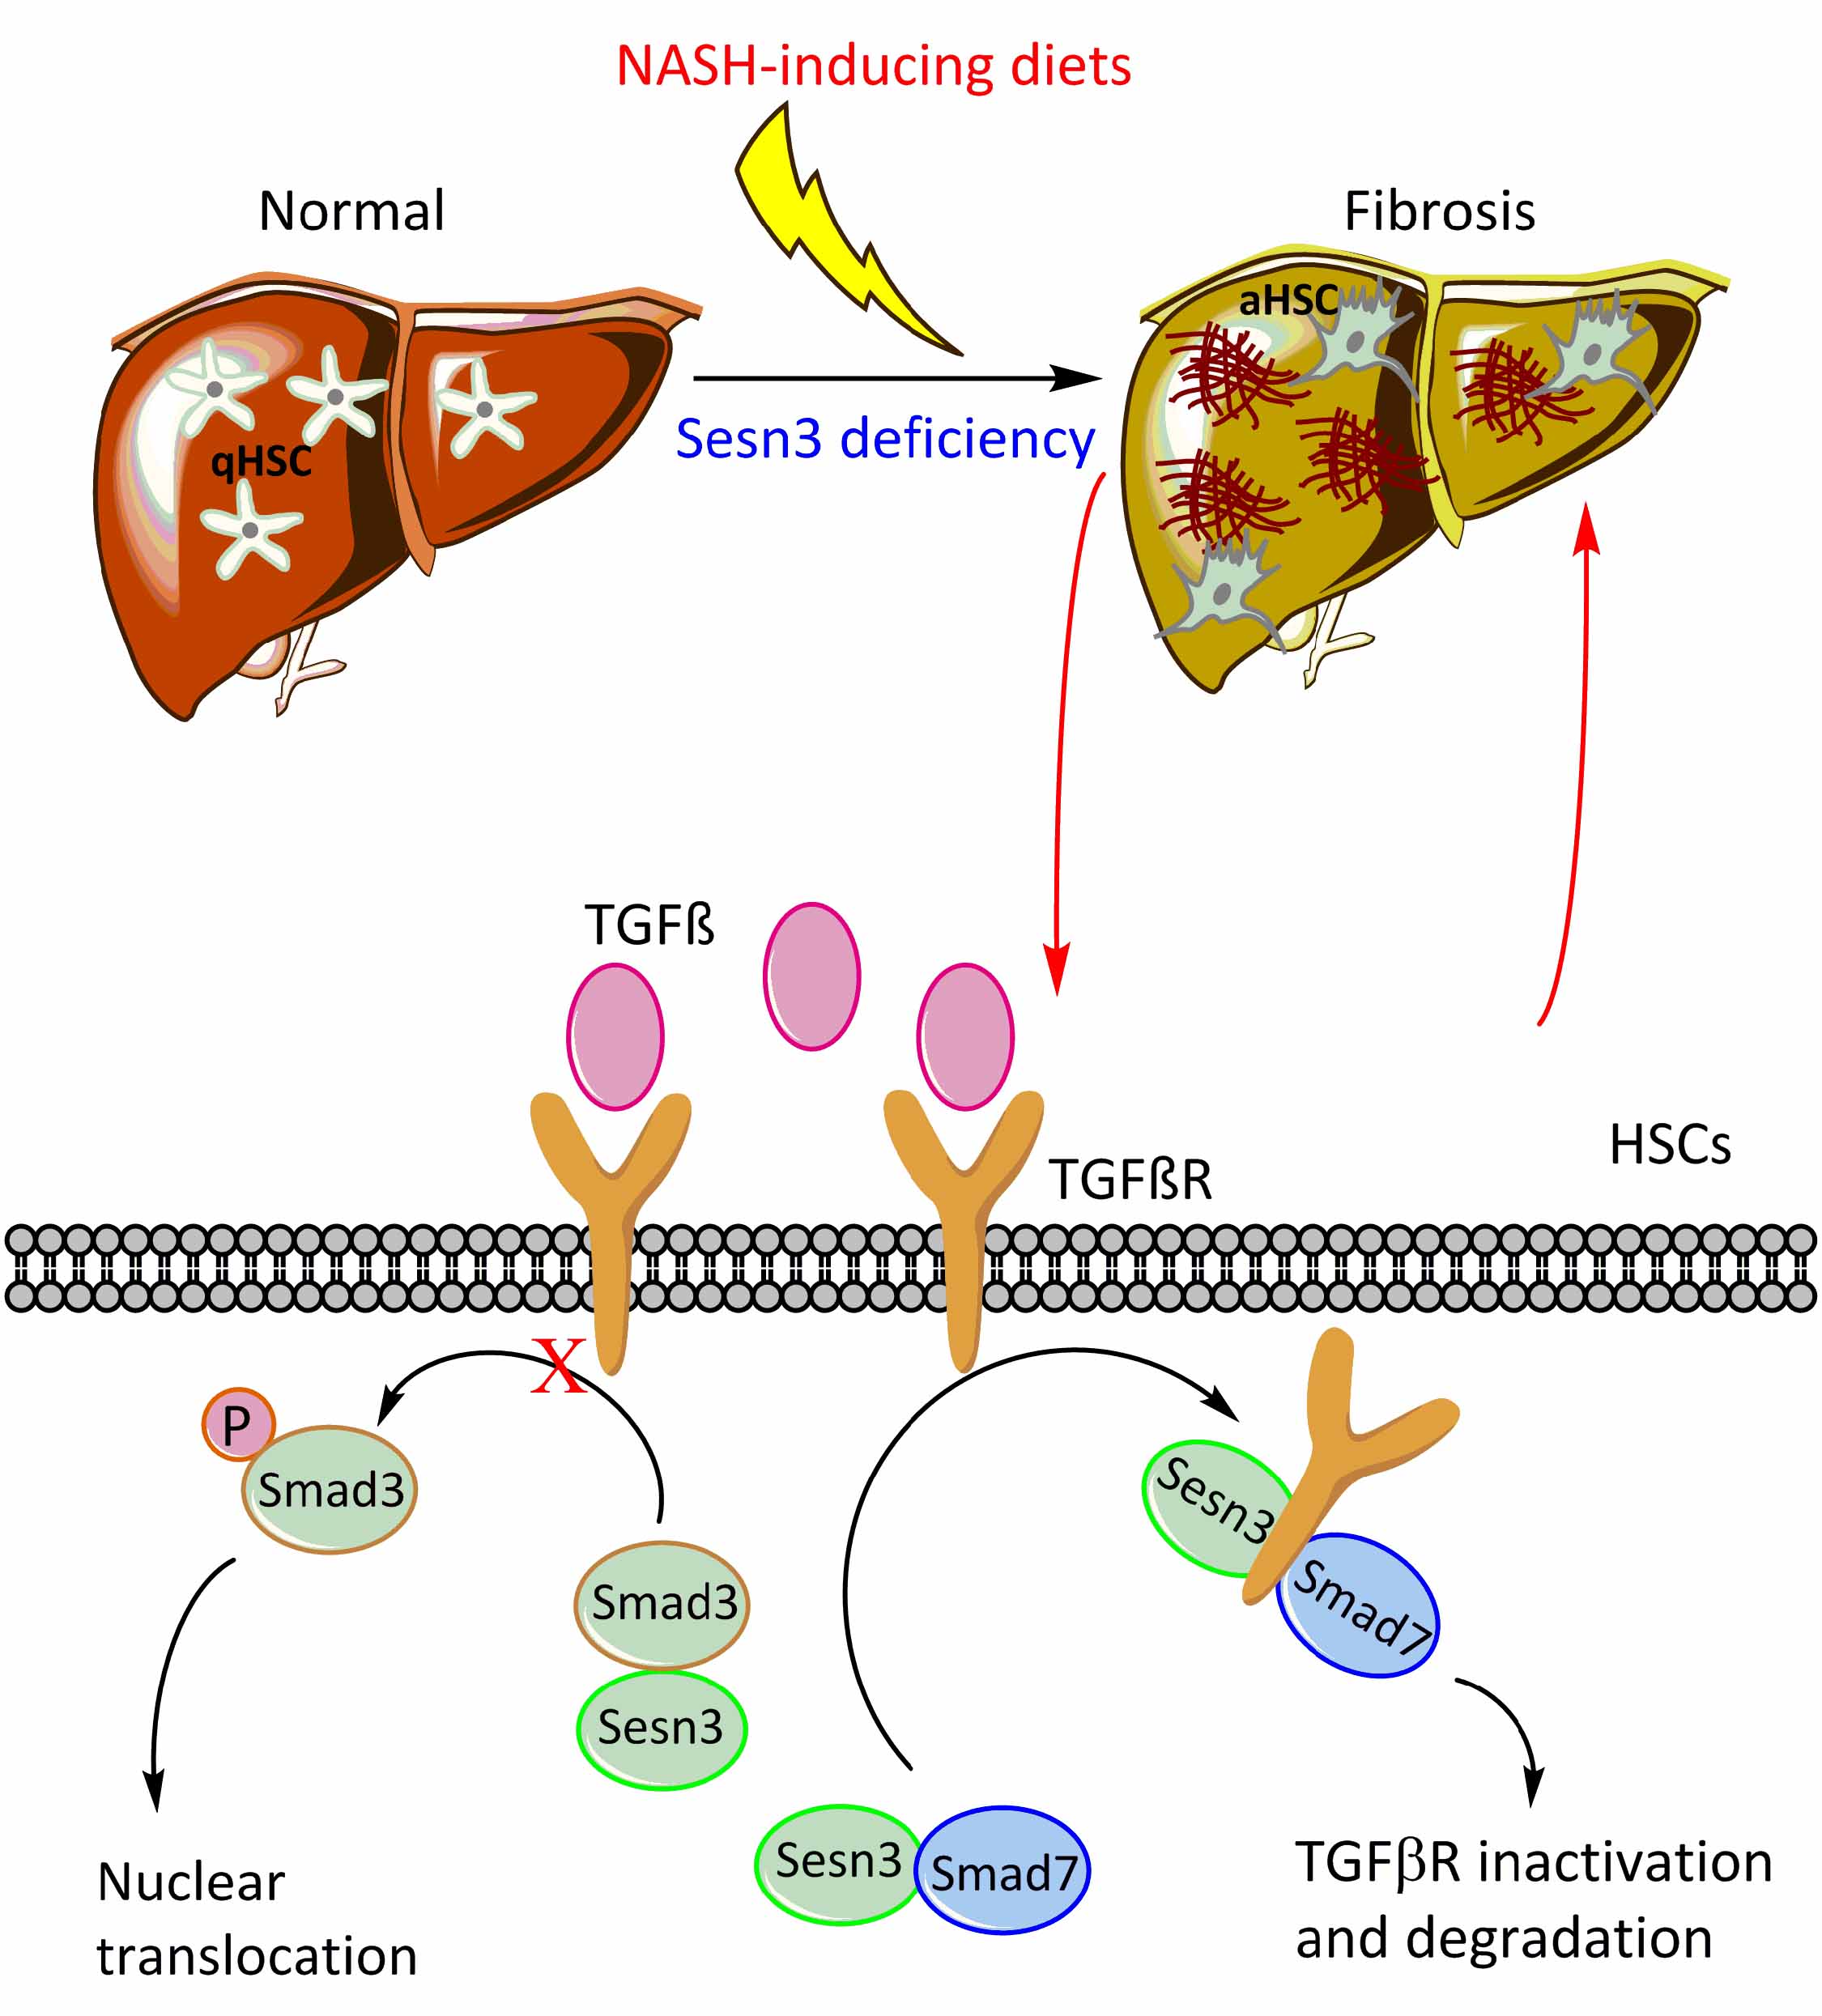 NASH-inducing diets
Normal
Fibrosis
aHSC
qHSC
Sesn3 deficiency
TGFß
TGFßR
HSCs
X
P
Smad3
Smad3
Sesn3
Sesn3
Smad7
Sesn3
Smad7
Nuclear
translocation
TGFβR inactivation
and degradation